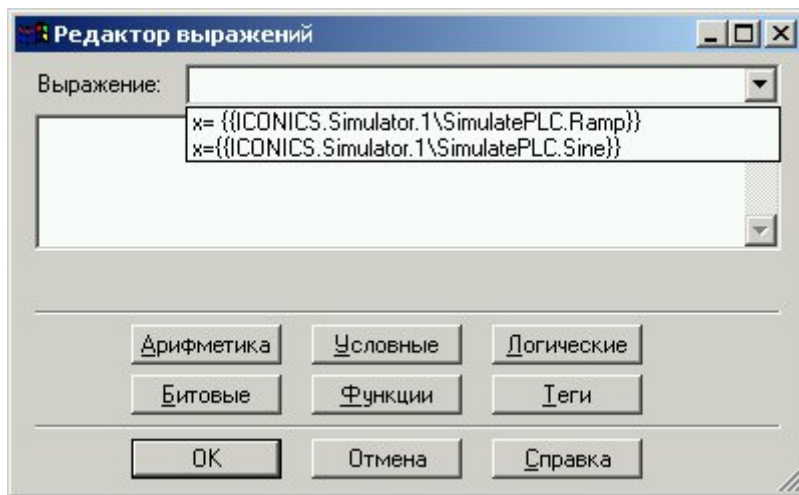 Редактор выражений
Выражение:
x= {{ICONICS.Simulator.1\SimulatePLC.Ramp}}
x={{ICONICS.Simulator.1\SimulatePLC.Sine}}
Арифметика Условные Логические
Битовые Функции Теги
OK Отмена Справка